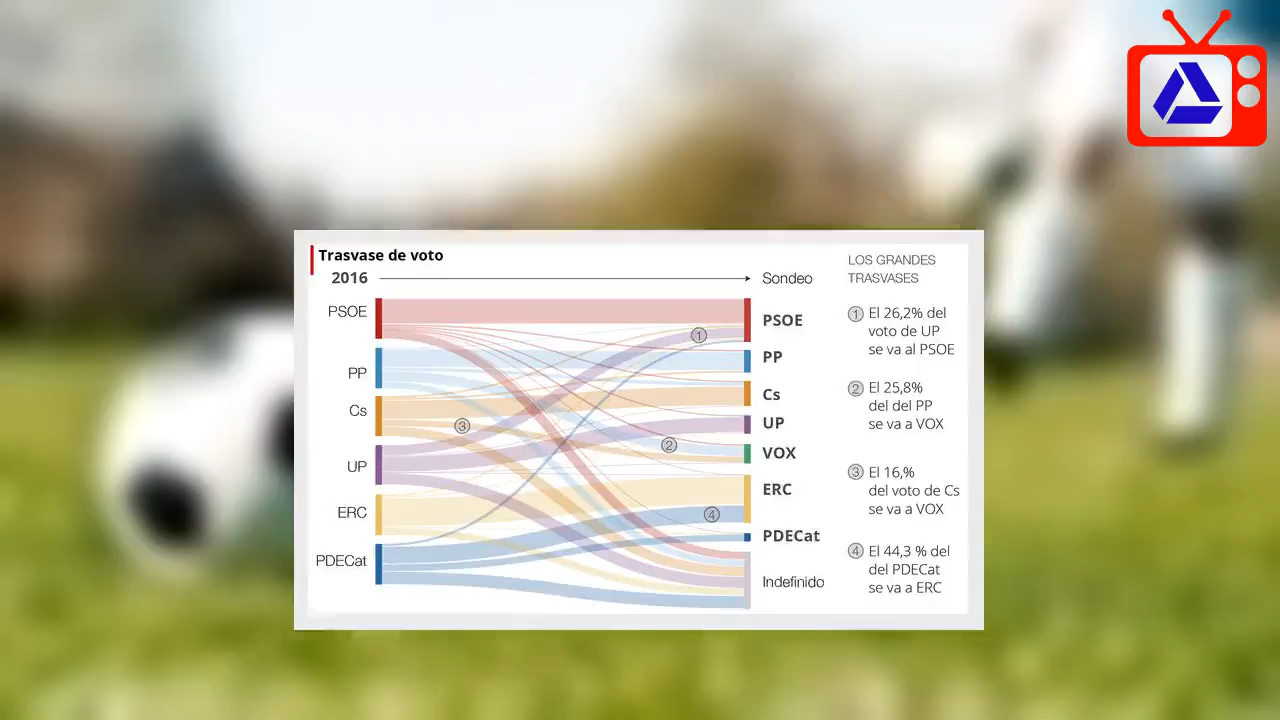 Trasvase de voto
2016
Sondeo
PSOE
PP
Cs
UP
ERC
PDECat
PSOE
PP
Cs
UP
VOX
ERC
PDECat
Indefinido
1
2
3
4
LOS GRANDES
TRASVASES
1 El 26,2% del
voto de UP
se va al PSOE
2 El 25,8%
del del PP
se va a VOX
3 El 16,%
del voto de Cs
se va a VOX
4 El 44,3 % del
del PDECat
se va a ERC